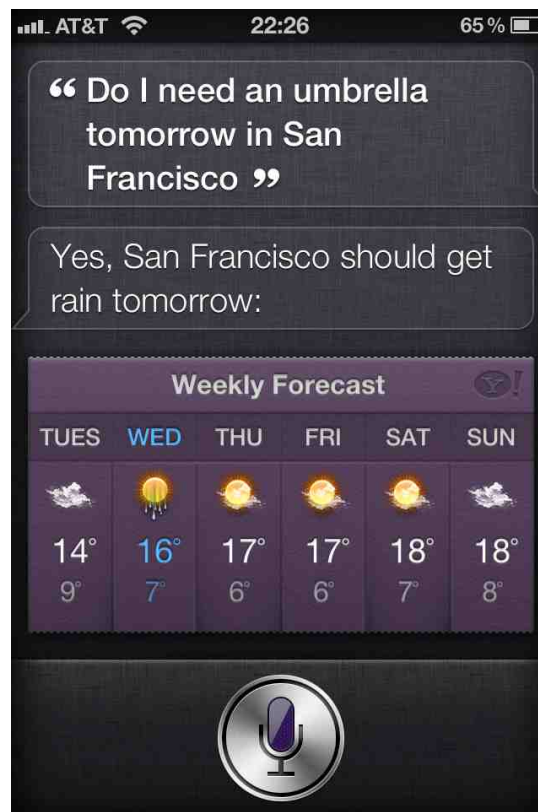 AT&T 22:26 65 %
“ Do I need an umbrella
tomorrow in San
Francisco ”
Yes, San Francisco should get
rain tomorrow:
Weekly Forecast Y!
TUES WED THU FRI SAT SUN
14° 16° 17° 17° 18° 18°
9° 7° 6° 6° 7° 8°